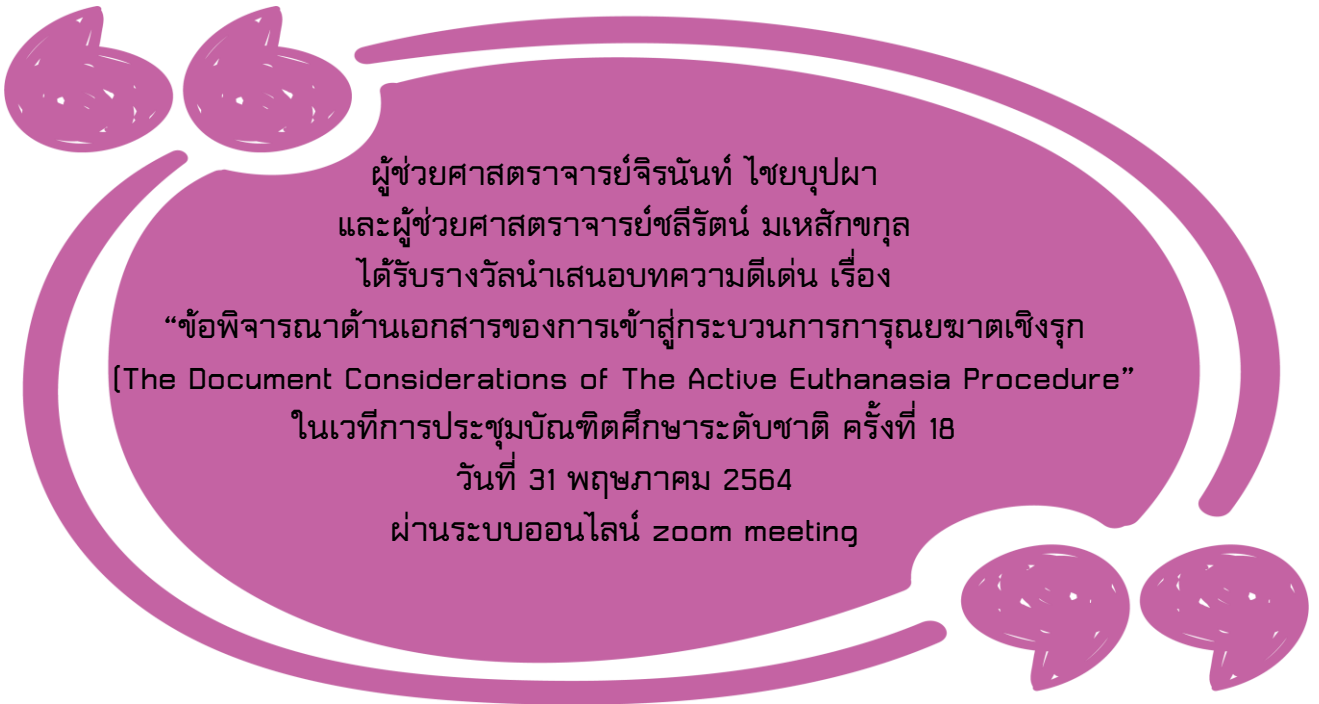 ผู้ช่วยศาสตราจารย์จิรนันท์ ไชยบุปผา
และผู้ช่วยศาสตราจารย์ชลีรัตน์ มเหสักขกุล
ได้รับรางวัลนำเสนอบทความดีเด่น เรื่อง
“ข้อพิจารณาด้านเอกสารของการเข้าสู่กระบวนการการุณยฆาตเชิงรุก
(The Document Considerations of The Active Euthanasia Procedure”
ในเวทีการประชุมบัณฑิตศึกษาระดับชาติ ครั้งที่ 18
วันที่ 31 พฤษภาคม 2564
ผ่านระบบออนไลน์ zoom meeting